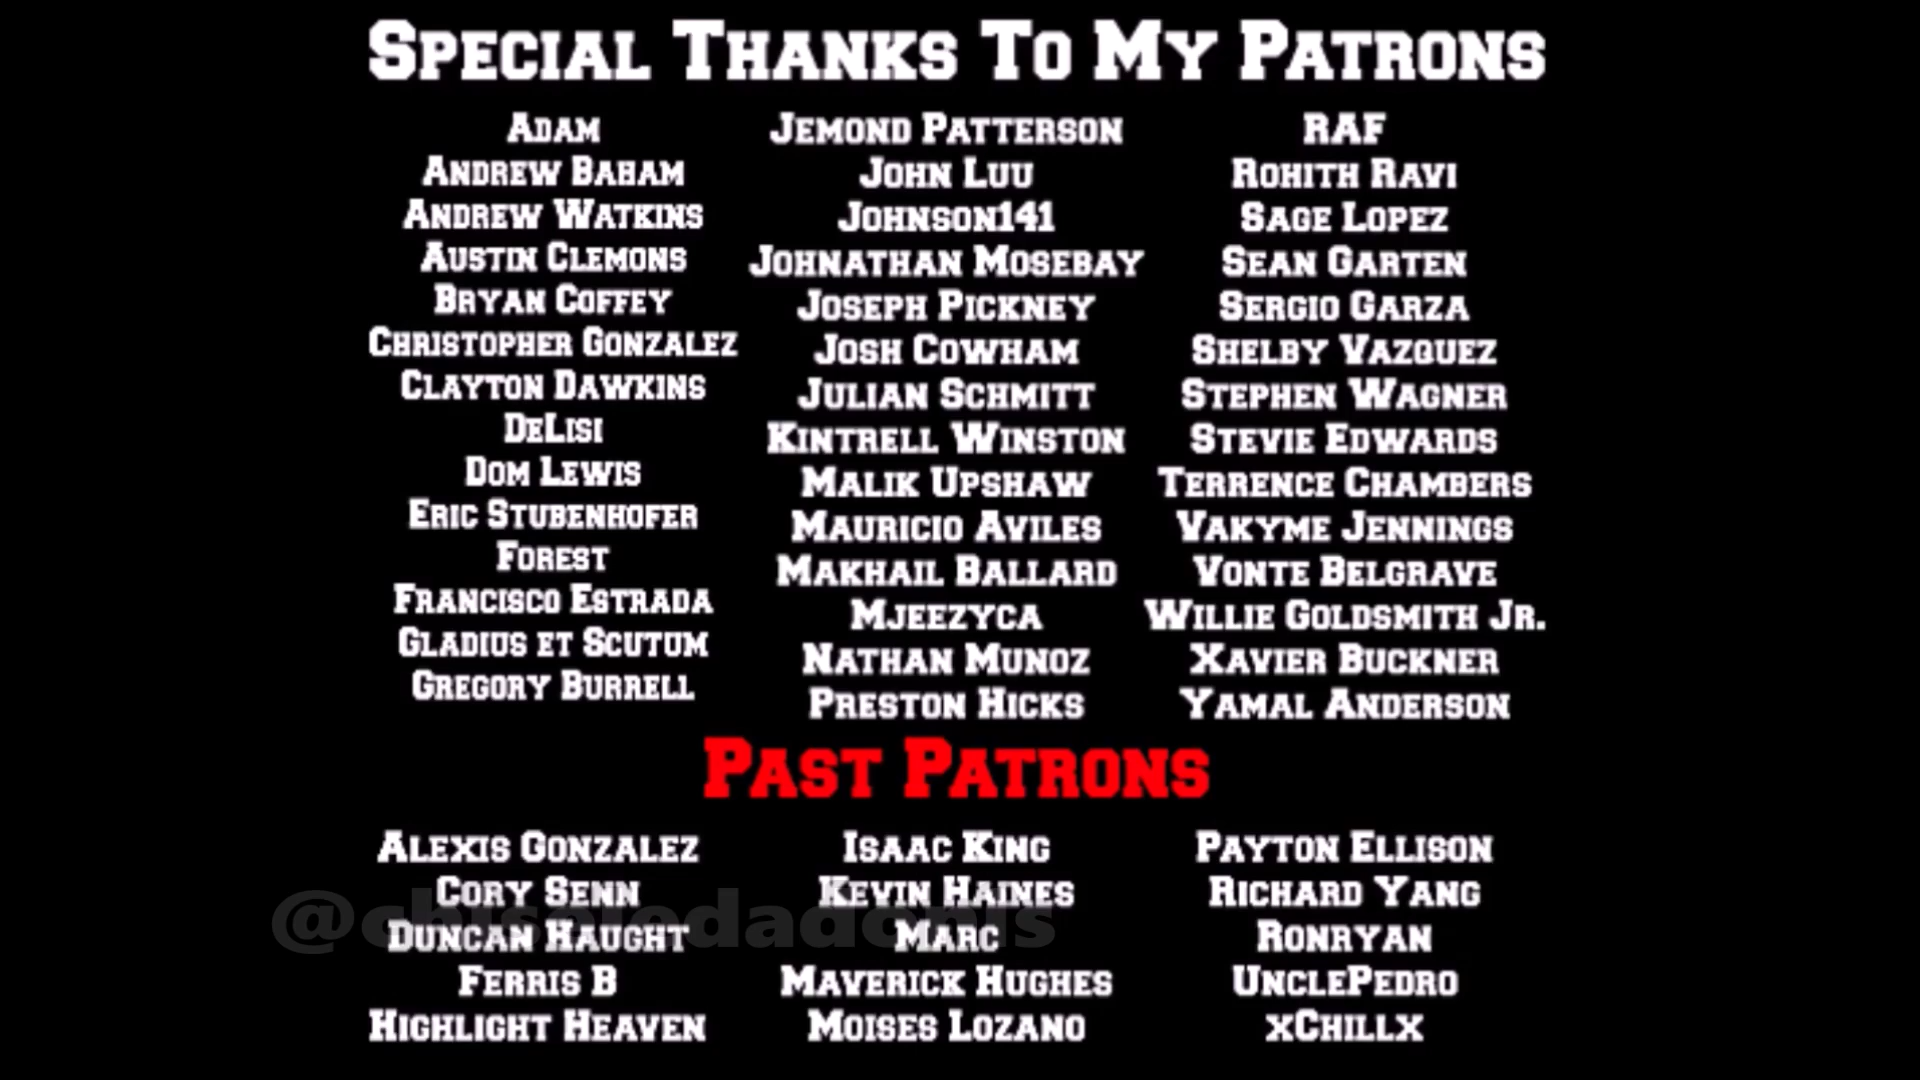 Special Thanks To My Patrons
Adam
Andrew Baham
Andrew Watkins
Austin Clemons
Bryan Coffey
Christopher Gonzalez
Clayton Dawkins
DeLisi
Dom Lewis
Eric Stubenhofer
Forest
Francisco Estrada
Gladius et Scutum
Gregory Burrell
Jemond Patterson
John Luu
Johnson141
Johnathan Mosebay
Joseph Pickney
Josh Cowham
Julian Schmitt
Kintrell Winston
Malik Upshaw
Mauricio Aviles
Makhail Ballard
Mjeezyca
Nathan Munoz
Preston Hicks
RAF
Rohith Ravi
Sage Lopez
Sean Garten
Sergio Garza
Shelby Vazquez
Stephen Wagner
Stevie Edwards
Terrence Chambers
Vakyme Jennings
Vonte Belgrave
Willie Goldsmith Jr.
Xavier Buckner
Yamal Anderson
Past Patrons
Alexis Gonzalez
Cory Senn
Duncan Haught
Ferris B
Highlight Heaven
Isaac King
Kevin Haines
Marc
Maverick Hughes
Moises Lozano
Payton Ellison
Richard Yang
Ronryan
UnclePedro
xChillx